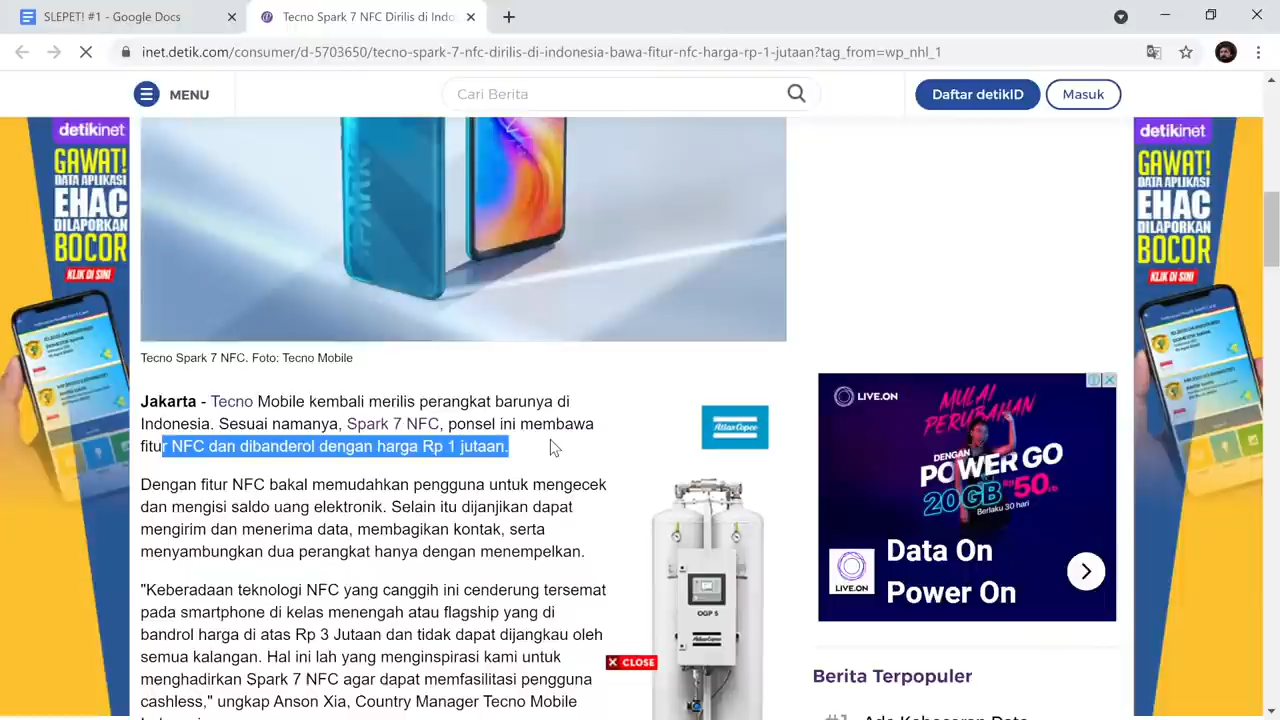 SLEPET! #1 - Google Docs
Tecno Spark 7 NFC Dirilis di Indo
inet.detik.com/consumer/d-5703650/tecno-spark-7-nfc-dirilis-di-indonesia-bawa-fitur-nfc-harga-rp-1-jutaan?tag_from=wp_nhl_1
MENU
Cari Berita
Daftar detikID
Masuk
detikinet
GAWAT!
DATA APLIKASI
EHAC
DILAPORKAN
BOCOR
KLIK DI SINI
detikinet
GAWAT!
DATA APLIKASI
EHAC
DILAPORKAN
BOCOR
KLIK DI SINI
SPARK
Tecno Spark 7 NFC. Foto: Tecno Mobile
Jakarta - Tecno Mobile kembali merilis perangkat barunya di
Indonesia. Sesuai namanya, Spark 7 NFC, ponsel ini membawa
fitur NFC dan dibanderol dengan harga Rp 1 jutaan.
Dengan fitur NFC bakal memudahkan pengguna untuk mengecek
dan mengisi saldo uang elektronik. Selain itu dijanjikan dapat
mengirim dan menerima data, membagikan kontak, serta
menyambungkan dua perangkat hanya dengan menempelkan.
"Keberadaan teknologi NFC yang canggih ini cenderung tersemat
pada smartphone di kelas menengah atau flagship yang di
bandrol harga di atas Rp 3 Jutaan dan tidak dapat dijangkau oleh
semua kalangan. Hal ini lah yang menginspirasi kami untuk
menghadirkan Spark 7 NFC agar dapat memfasilitasi pengguna
cashless," ungkap Anson Xia, Country Manager Tecno Mobile
Atlas Copco
OGP 5
Atlas Copco
CLOSE
LIVE.ON
MULAI
PERUBAHAN
DENGAN
POWER GO
20GB Rp50.
Berlaku 30 hari
LIVE.ON
Data On
Power On
Berita Terpopuler